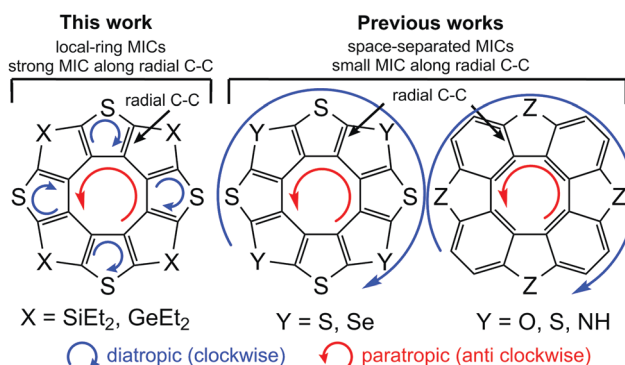 This work
local-ring MICs
strong MIC along radial C-C
Previous works
space-separated MICs
small MIC along radial C-C
radial C-C
radial C-C
S
X
X
S
S
X
X
S
S
Y
Y
S
S
Y
Y
S
Z
Z
Z
Z
X = SiEt₂, GeEt₂
Y = S, Se
Y = O, S, NH
diatropic (clockwise)
paratropic (anti clockwise)